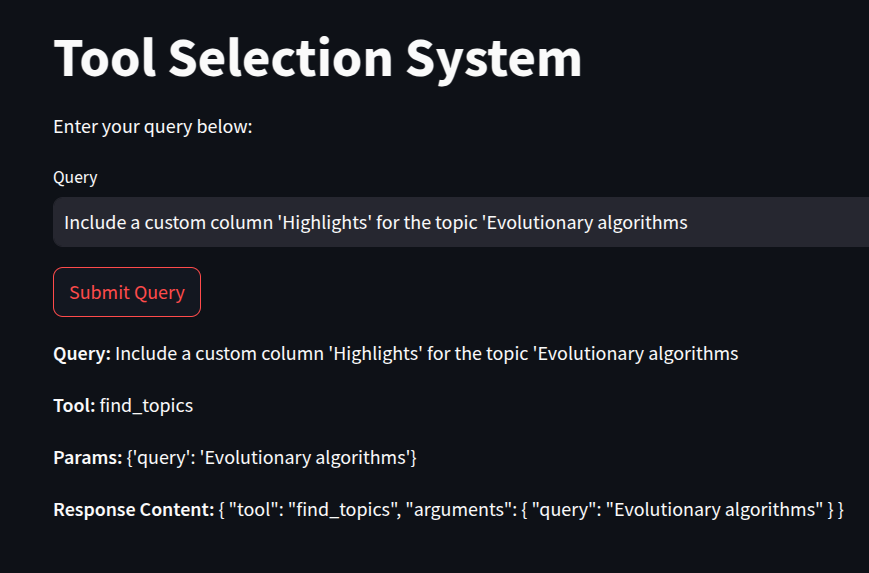 Tool Selection System
Enter your query below:
Query
Include a custom column 'Highlights' for the topic 'Evolutionary algorithms
Submit Query
Query: Include a custom column 'Highlights' for the topic 'Evolutionary algorithms
Tool: find_topics
Params: {'query': 'Evolutionary algorithms'}
Response Content: { "tool": "find_topics", "arguments": { "query": "Evolutionary algorithms" } }